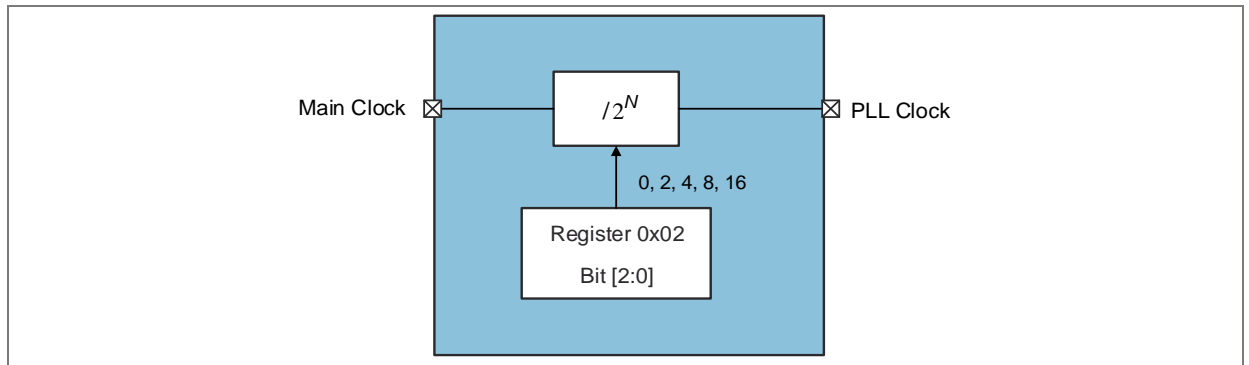 Main Clock
/2^N
PLL Clock
0, 2, 4, 8, 16
Register 0x02
Bit [2:0]